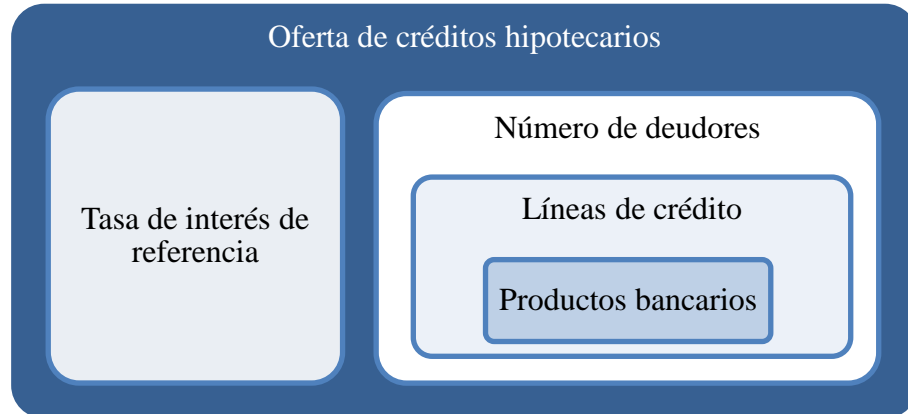 Oferta de créditos hipotecarios
Tasa de interés de
referencia
Número de deudores
Líneas de crédito
Productos bancarios